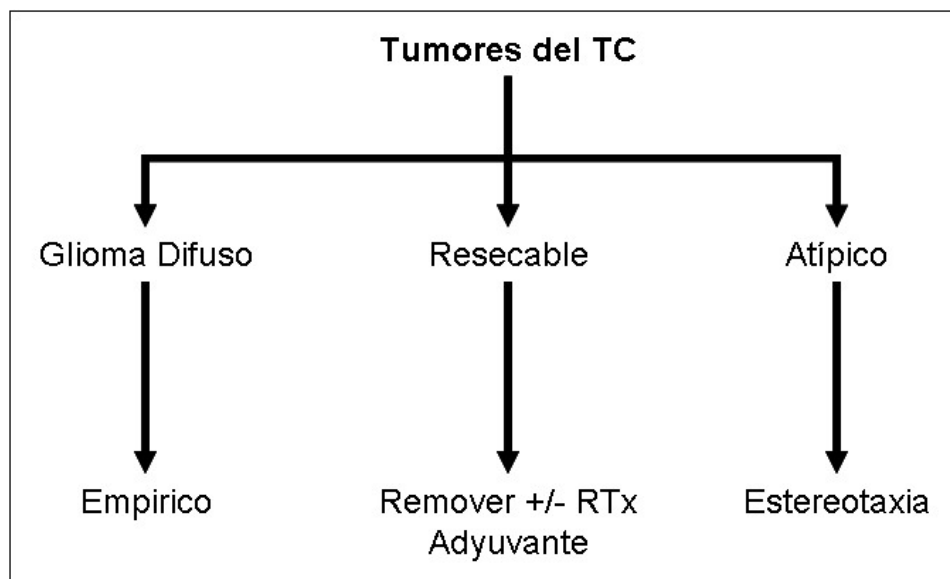 Tumores del TC
Glioma Difuso
Resecable
Atípico
Empirico
Remover +/- RTx
Adyuvante
Estereotaxia